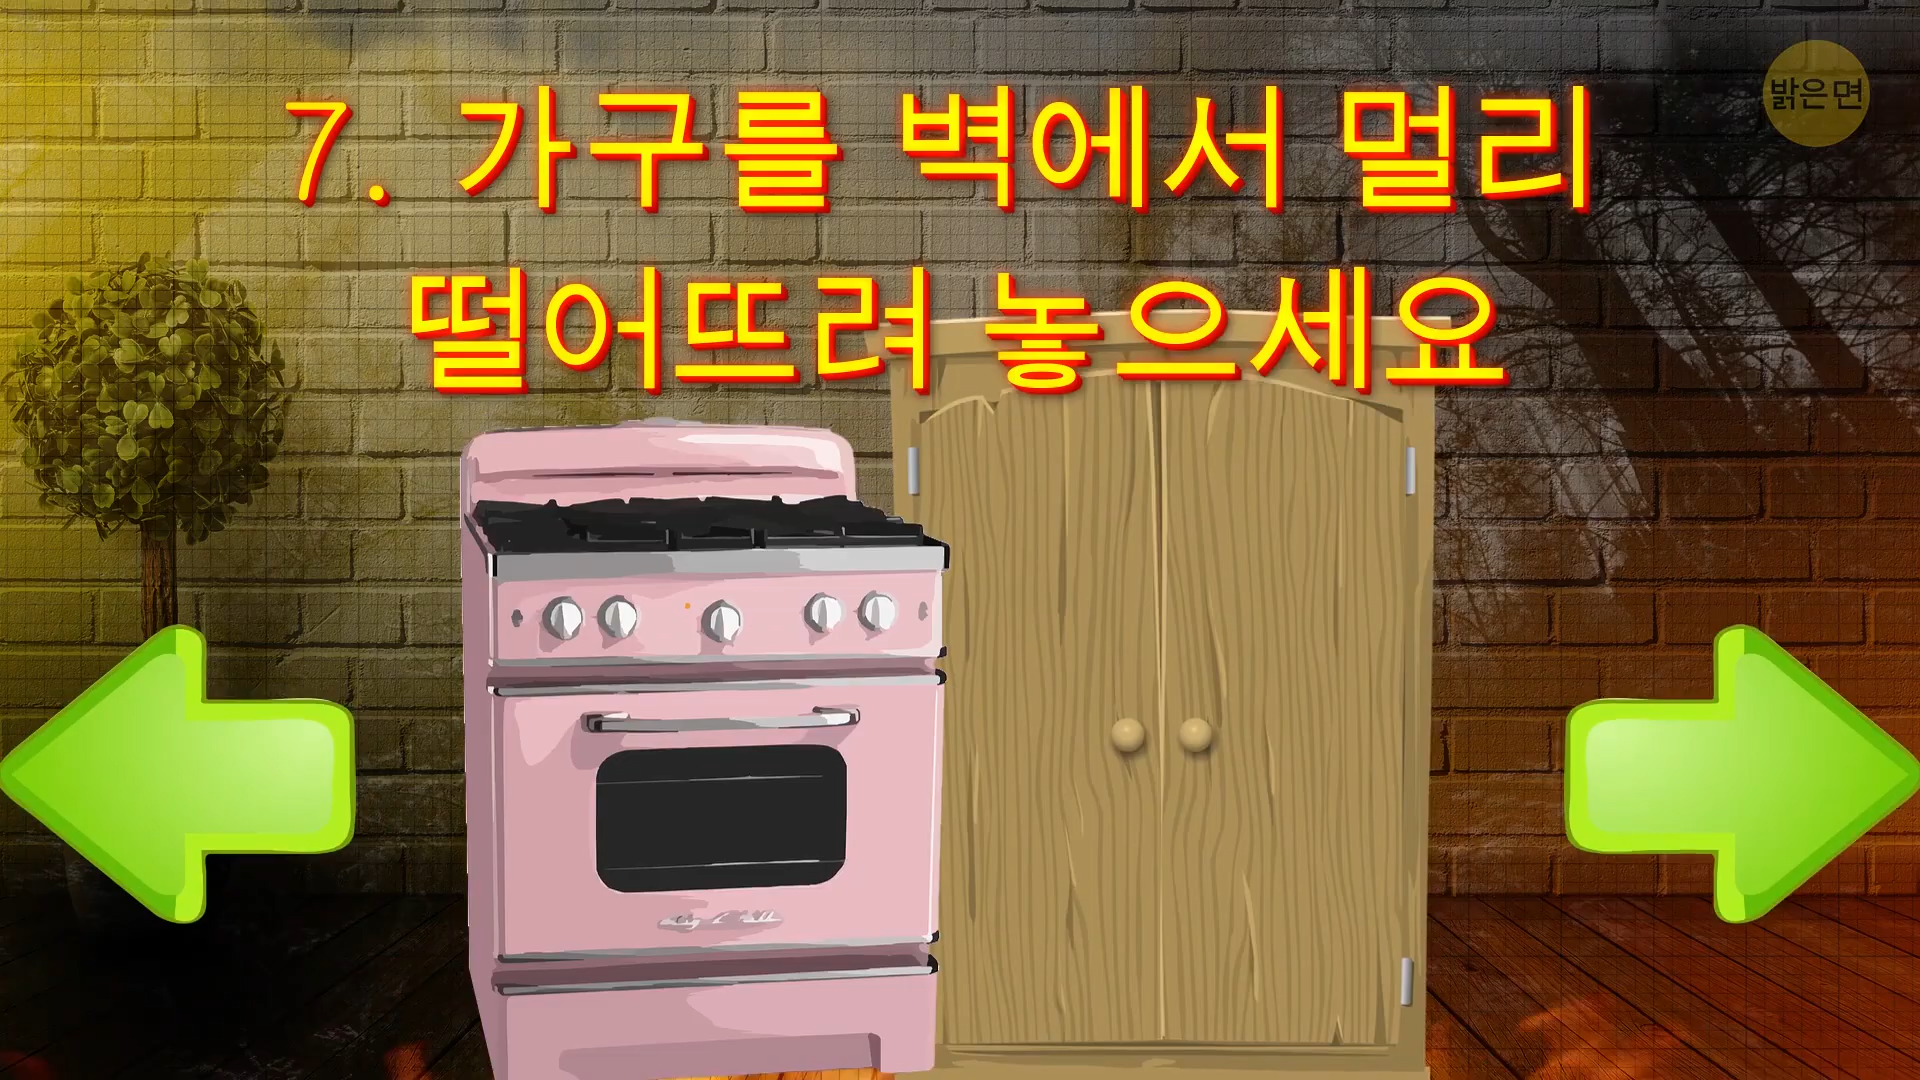 밝은면
7. 가구를 벽에서 멀리
떨어뜨려 놓으세요